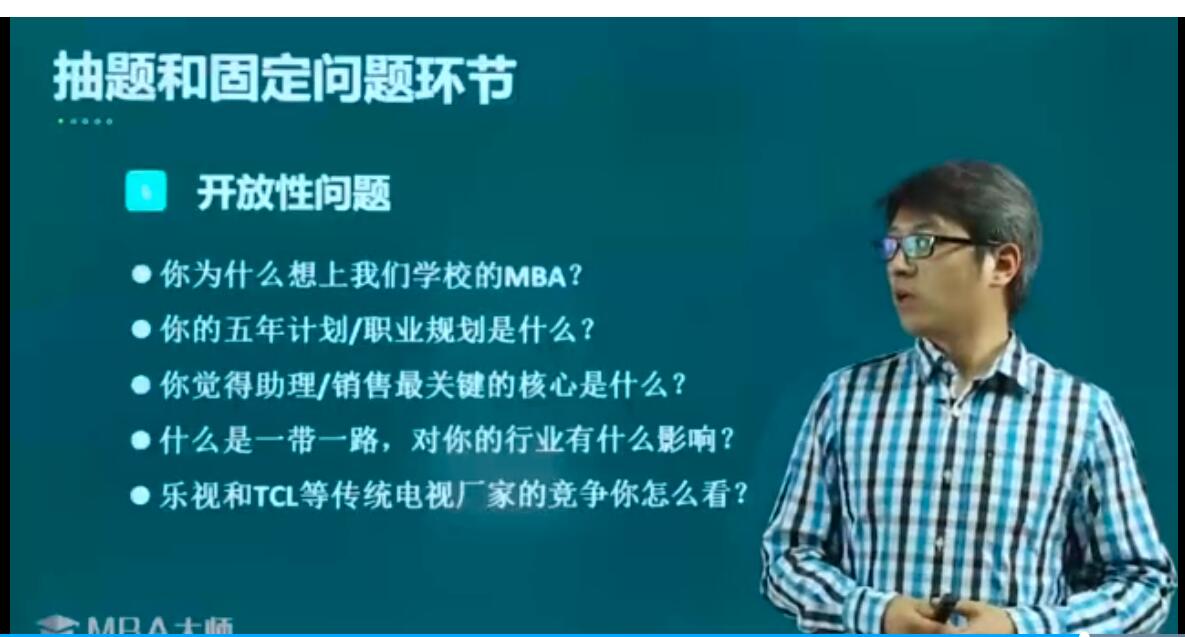 抽题和固定问题环节
开放性问题
你为什么想上我们学校的MBA？
你的五年计划/职业规划是什么？
你觉得助理/销售最关键的核心是什么？
什么是一带一路，对你的行业有什么影响？
乐视和TCL等传统电视厂家的竞争你怎么看？
MBA大师